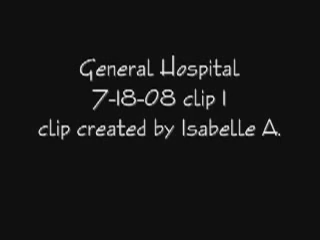 General Hospital
7-18-08 clip 1
clip created by Isabelle A.